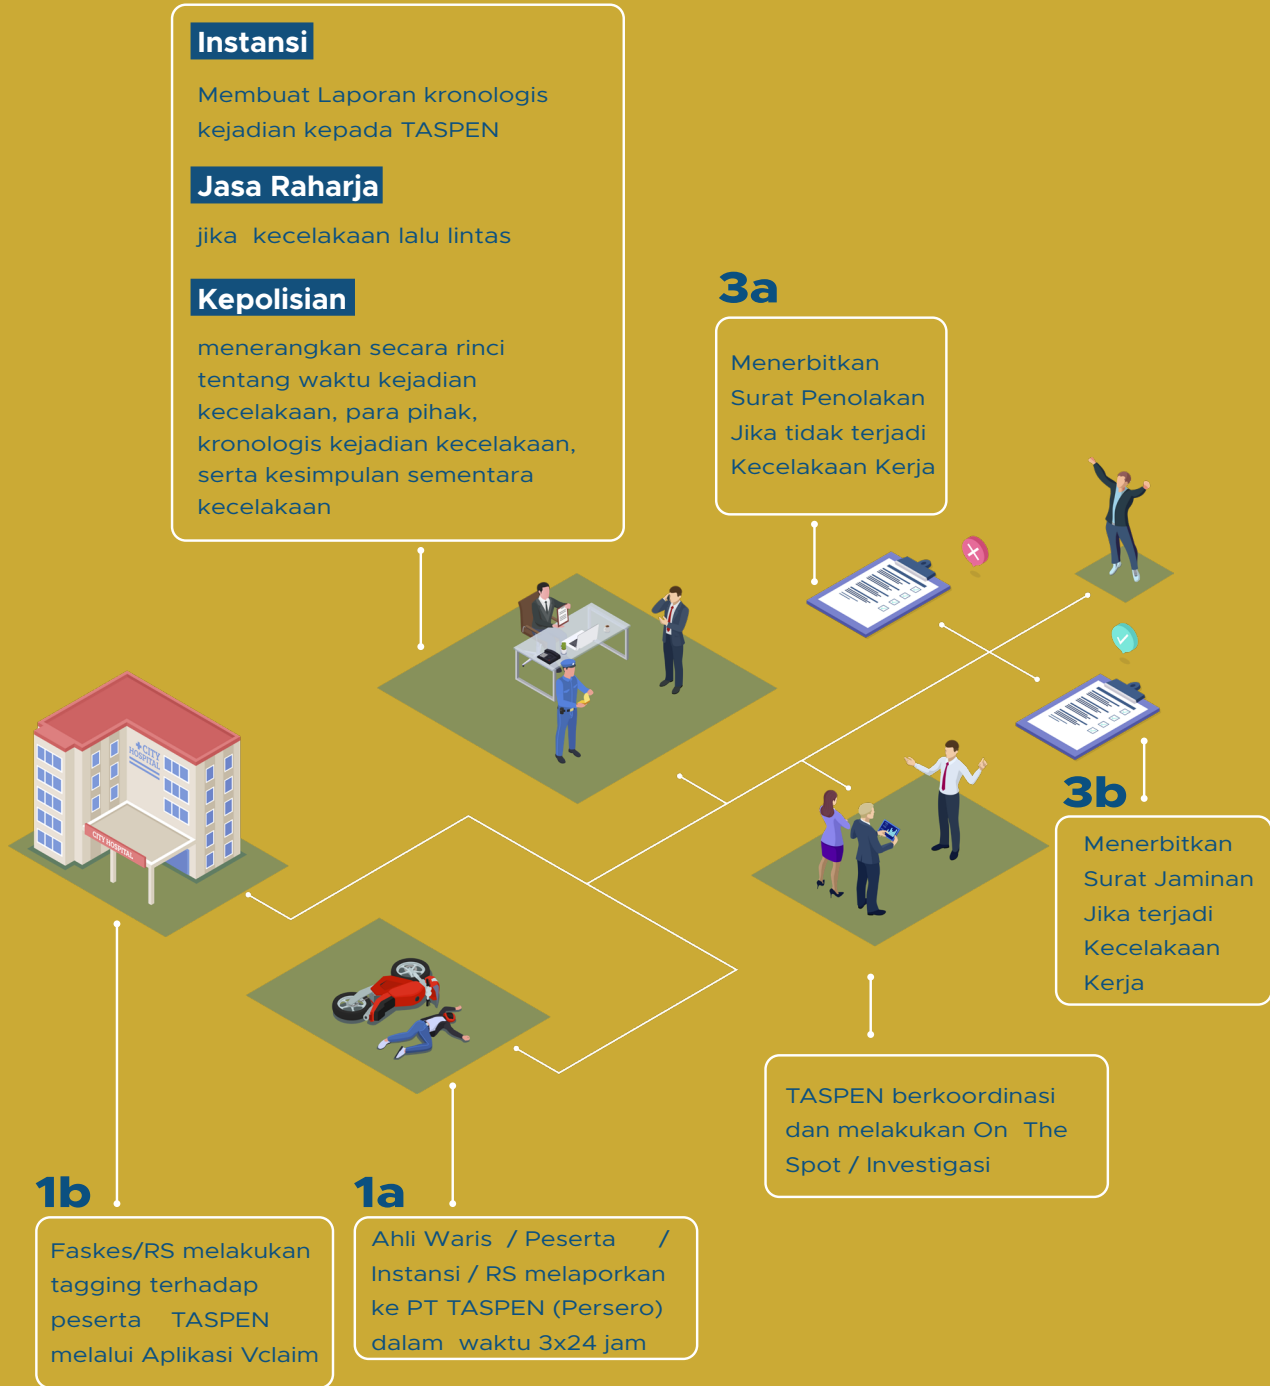 Instansi
Membuat Laporan kronologis
kejadian kepada TASPEN
Jasa Raharja
jika kecelakaan lalu lintas
Kepolisian
menerangkan secara rinci
tentang waktu kejadian
kecelakaan, para pihak,
kronologis kejadian kecelakaan,
serta kesimpulan sementara
kecelakaan
3a
Menerbitkan
Surat Penolakan
Jika tidak terjadi
Kecelakaan Kerja
CITY
HOSPITAL
CITY HOSPITAL
3b
Menerbitkan
Surat Jaminan
Jika terjadi
Kecelakaan
Kerja
TASPEN berkoordinasi
dan melakukan On The
Spot / Investigasi
1b
Faskes/RS melakukan
tagging terhadap
peserta TASPEN
melalui Aplikasi Vclaim
1a
Ahli Waris / Peserta /
Instansi / RS melaporkan
ke PT TASPEN (Persero)
dalam waktu 3x24 jam